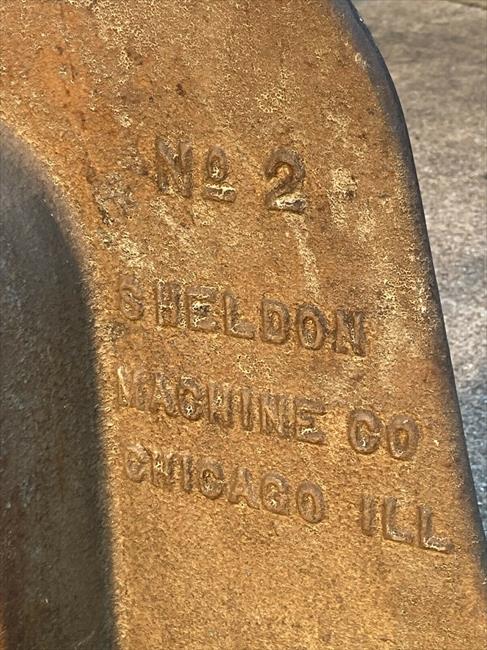 Nº 2
SHELDON
MACHINE CO
CHICAGO ILL